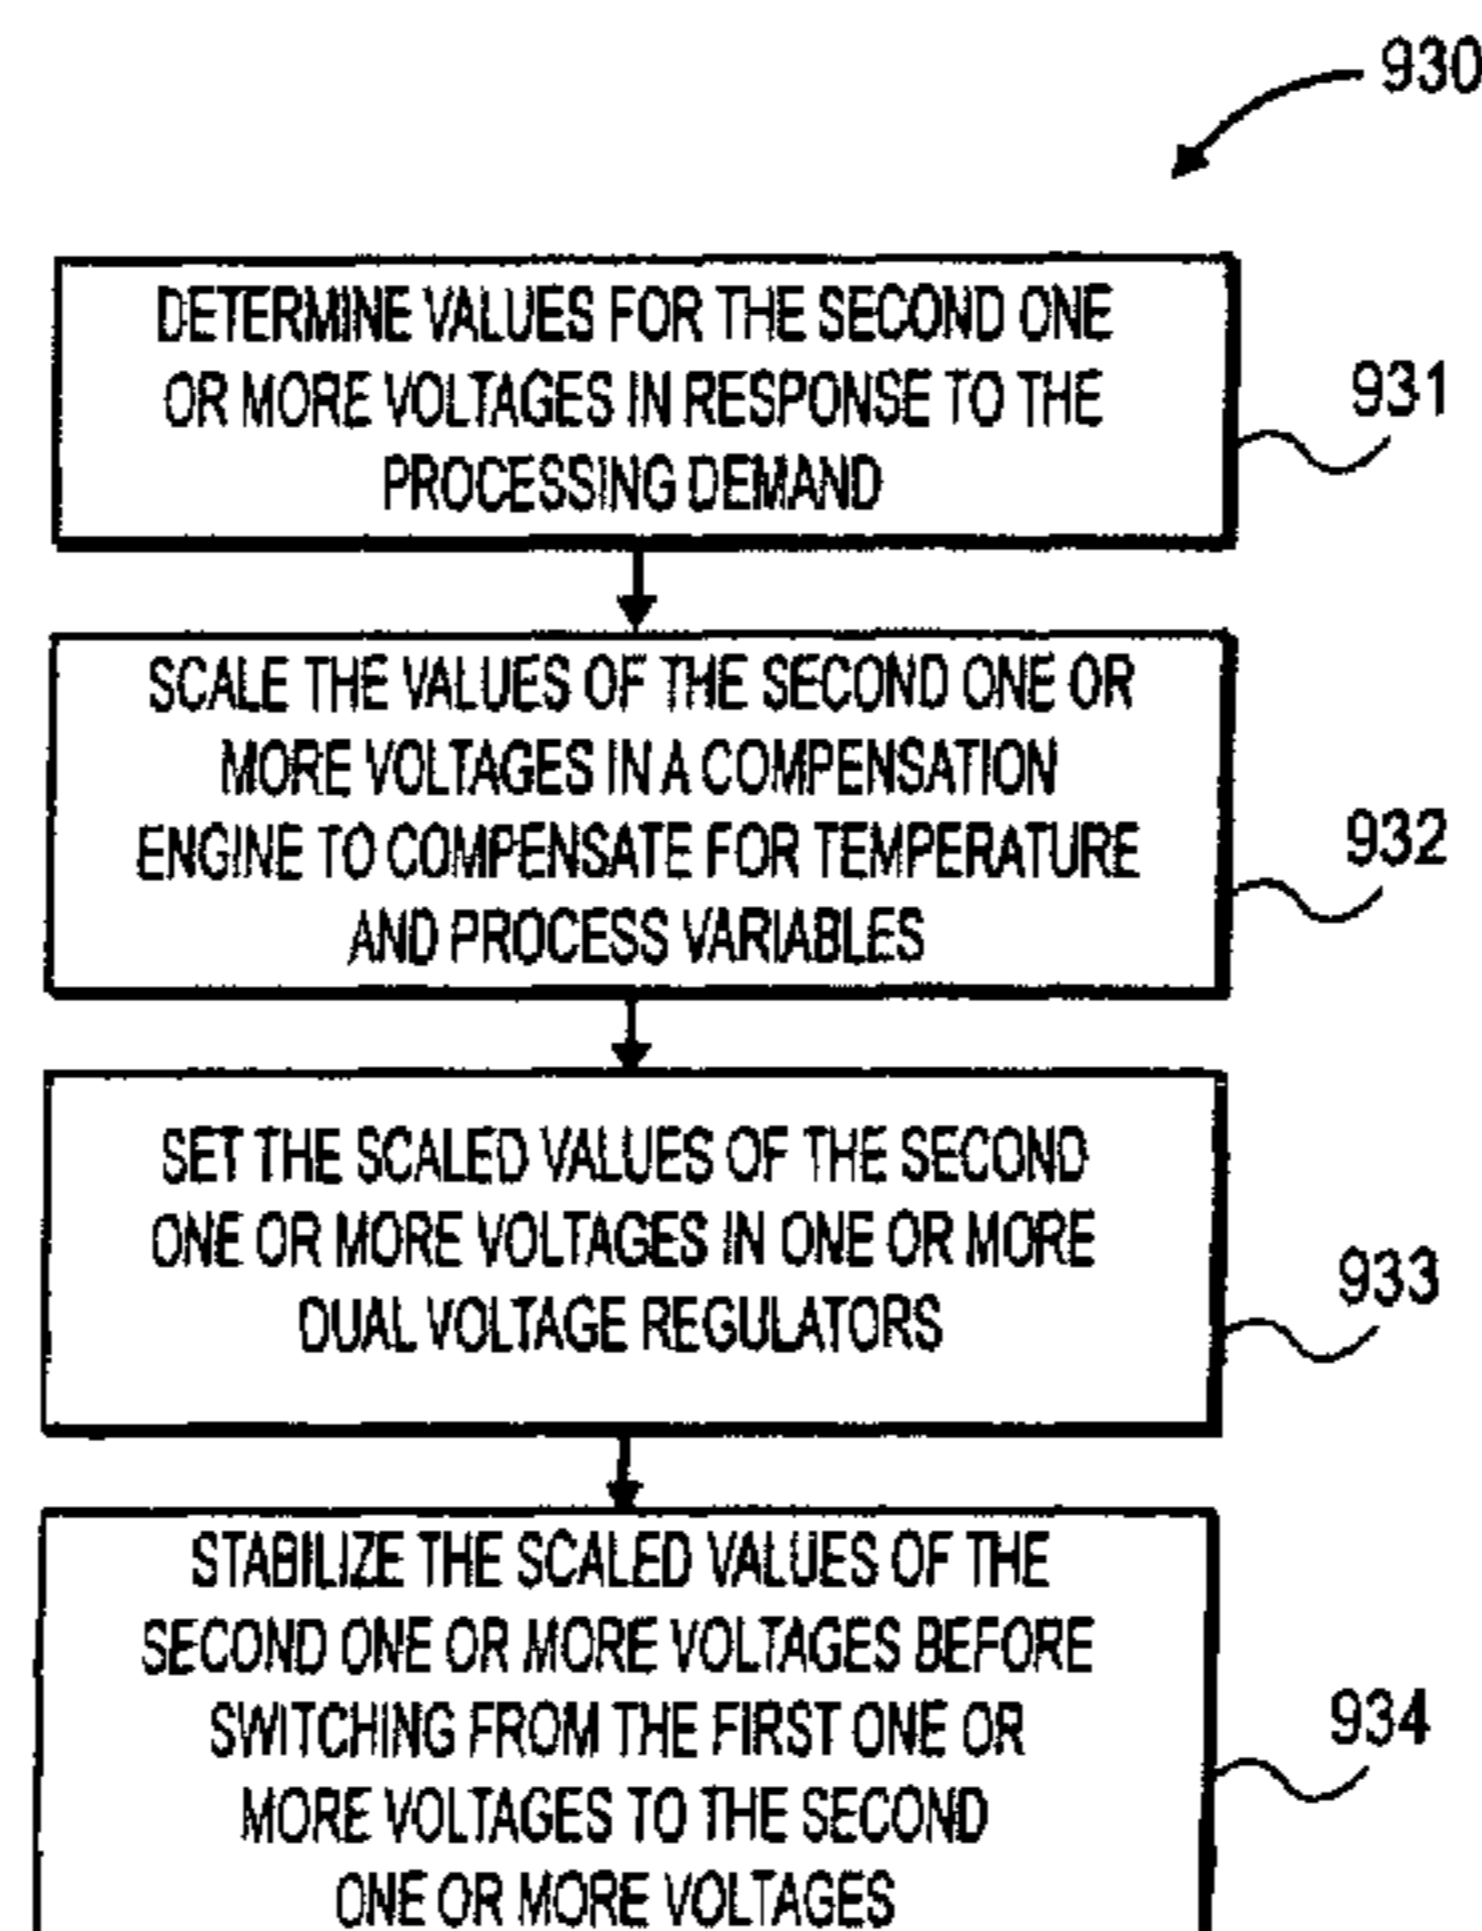 930
DETERMINE VALUES FOR THE SECOND ONE
OR MORE VOLTAGES IN RESPONSE TO THE
PROCESSING DEMAND
931
SCALE THE VALUES OF THE SECOND ONE OR
MORE VOLTAGES IN A COMPENSATION
ENGINE TO COMPENSATE FOR TEMPERATURE
AND PROCESS VARIABLES
932
SET THE SCALED VALUES OF THE SECOND
ONE OR MORE VOLTAGES IN ONE OR MORE
DUAL VOLTAGE REGULATORS
933
STABILIZE THE SCALED VALUES OF THE
SECOND ONE OR MORE VOLTAGES BEFORE
SWITCHING FROM THE FIRST ONE OR
MORE VOLTAGES TO THE SECOND
ONE OR MORE VOLTAGES
934